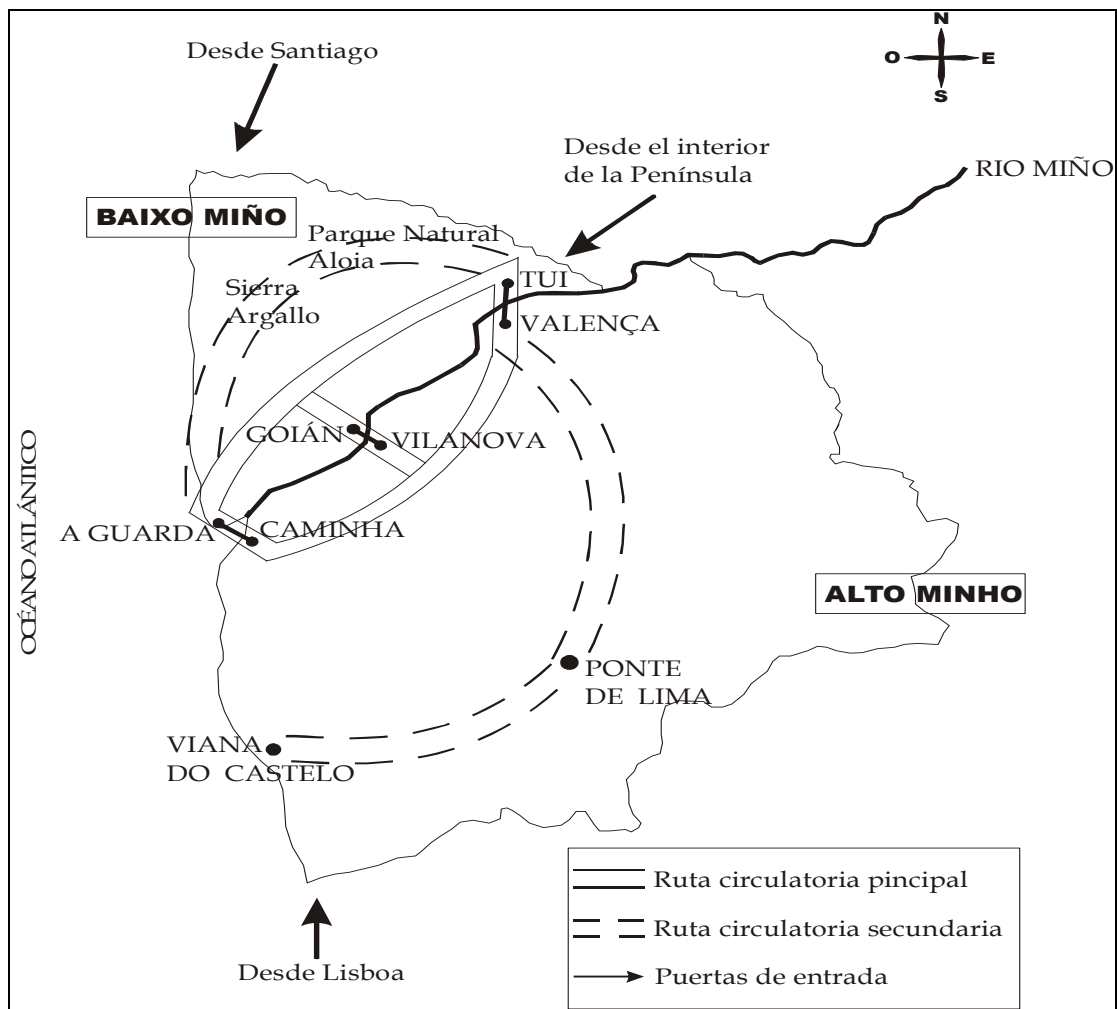 N
Desde Santiago
O
E
S
Desde el interior
de la Península
RIO MIÑO
BAIXO MIÑO
Parque Natural
Aloia
TUI
Sierra
Argallo
VALENÇA
GOIÁN
VILANOVA
OCÉANO ATLÁNTICO
A GUARDA
CAMINHA
ALTO MINHO
PONTE
DE LIMA
VIANA
DO CASTELO
Ruta circulatoria pincipal
Ruta circulatoria secundaria
Puertas de entrada
Desde Lisboa